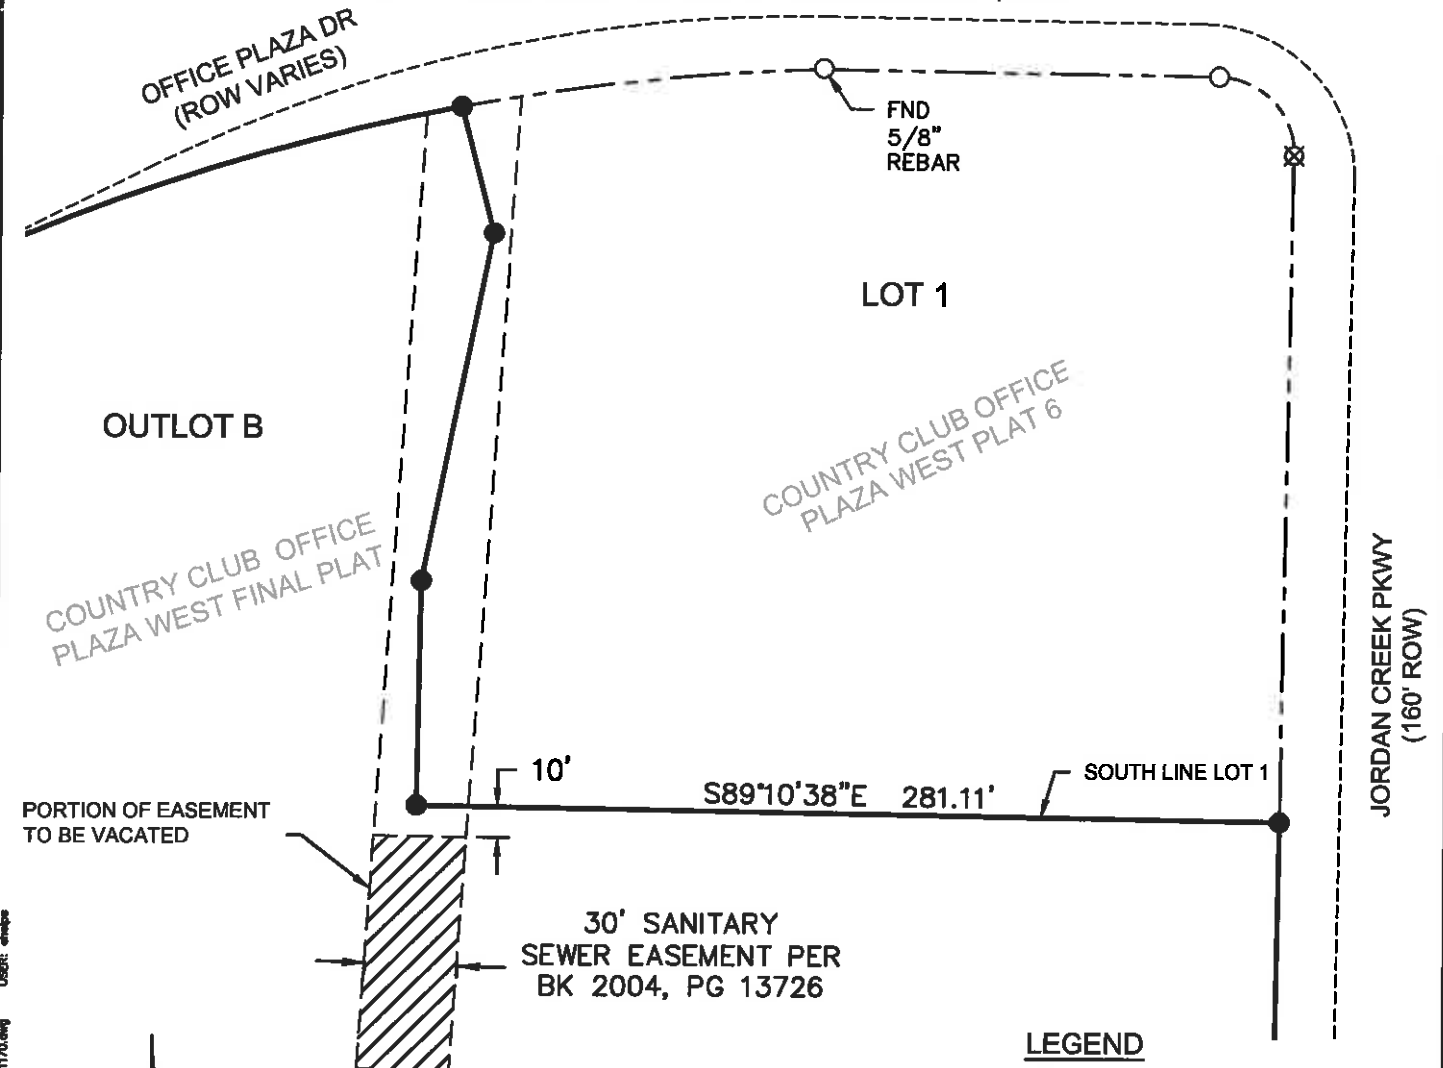 OFFICE PLAZA DR
(ROW VARIES)
FND
5/8"
REBAR
LOT 1
OUTLOT B
COUNTRY CLUB OFFICE
PLAZA WEST PLAT 6
COUNTRY CLUB OFFICE
PLAZA WEST FINAL PLAT
JORDAN CREEK PKWY
(160' ROW)
10'
S89°10'38"E 281.11'
SOUTH LINE LOT 1
PORTION OF EASEMENT
TO BE VACATED
30' SANITARY
SEWER EASEMENT PER
BK 2004, PG 13726
LEGEND
USER: